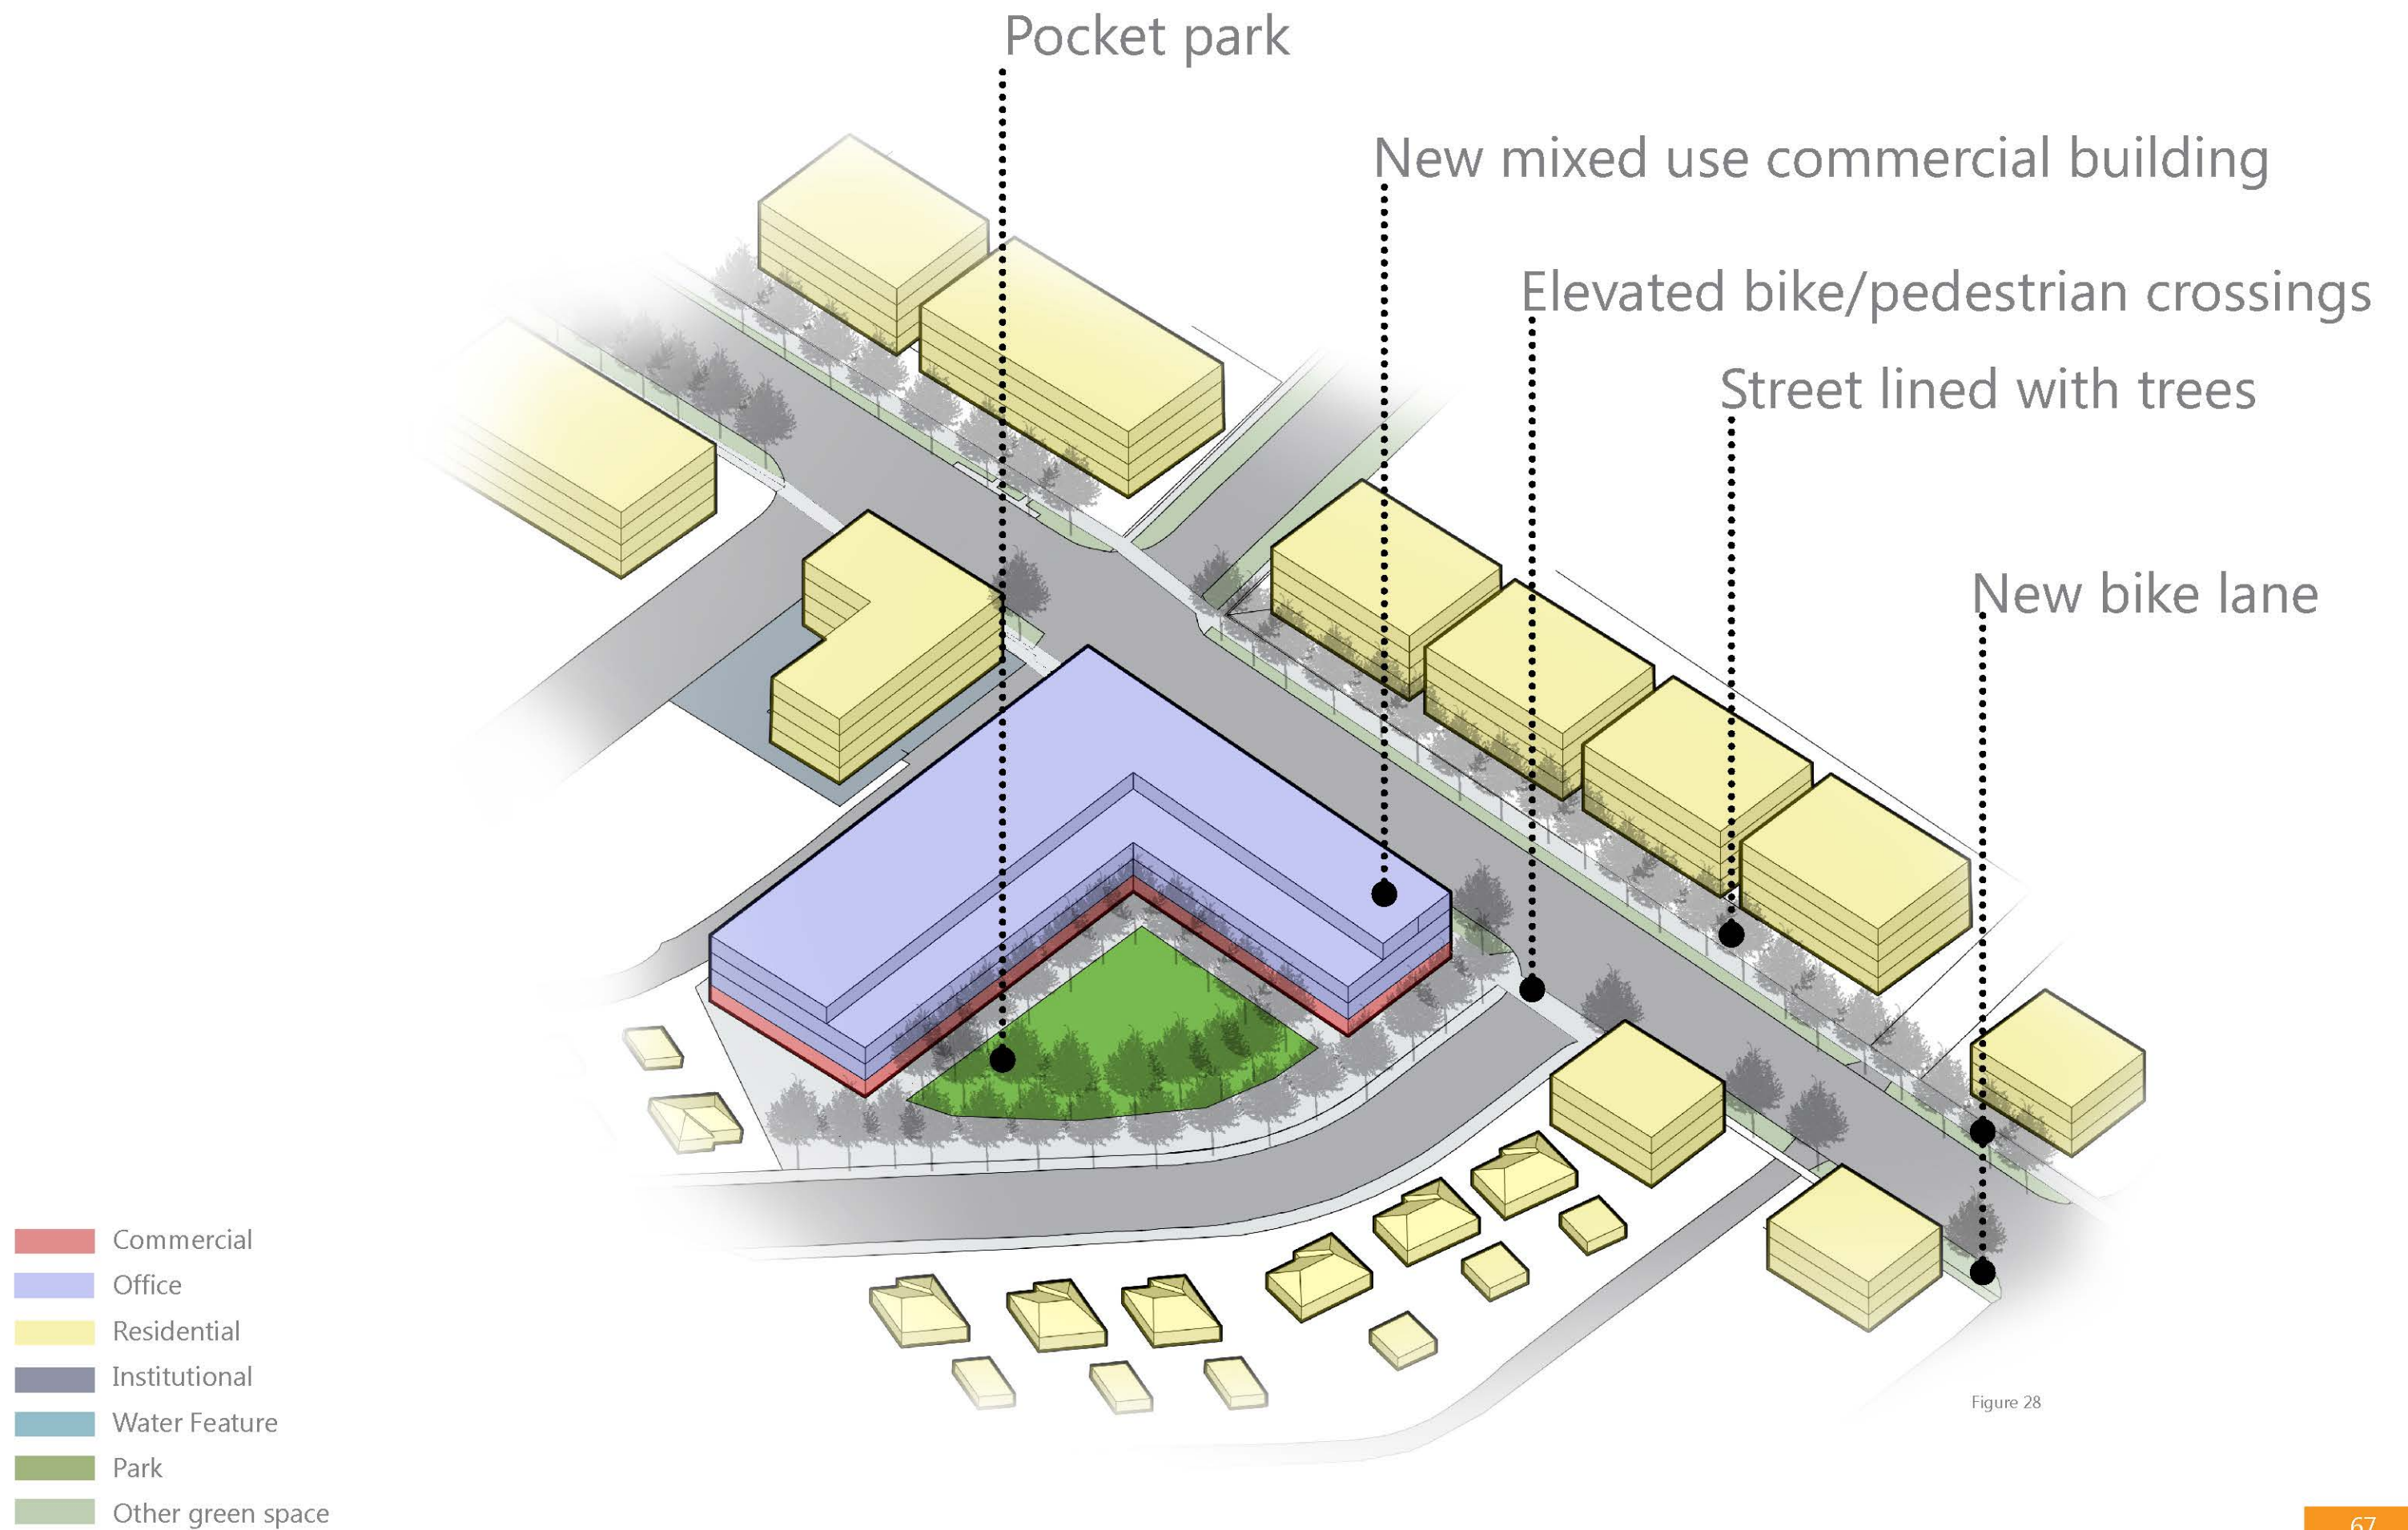 Pocket park
New mixed use commercial building
Elevated bike/pedestrian crossings
Street lined with trees
New bike lane
Commercial
Office
Residential
Institutional
Water Feature
Park
Other green space
Figure 28
67